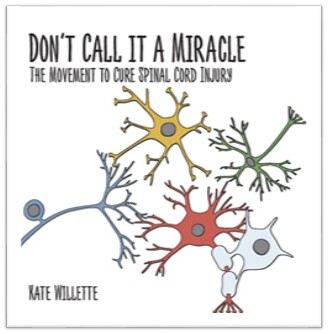 DON'T CALL IT A MIRACLE
THE MOVEMENT TO CURE SPINAL CORD INJURY
KATE WILLETTE